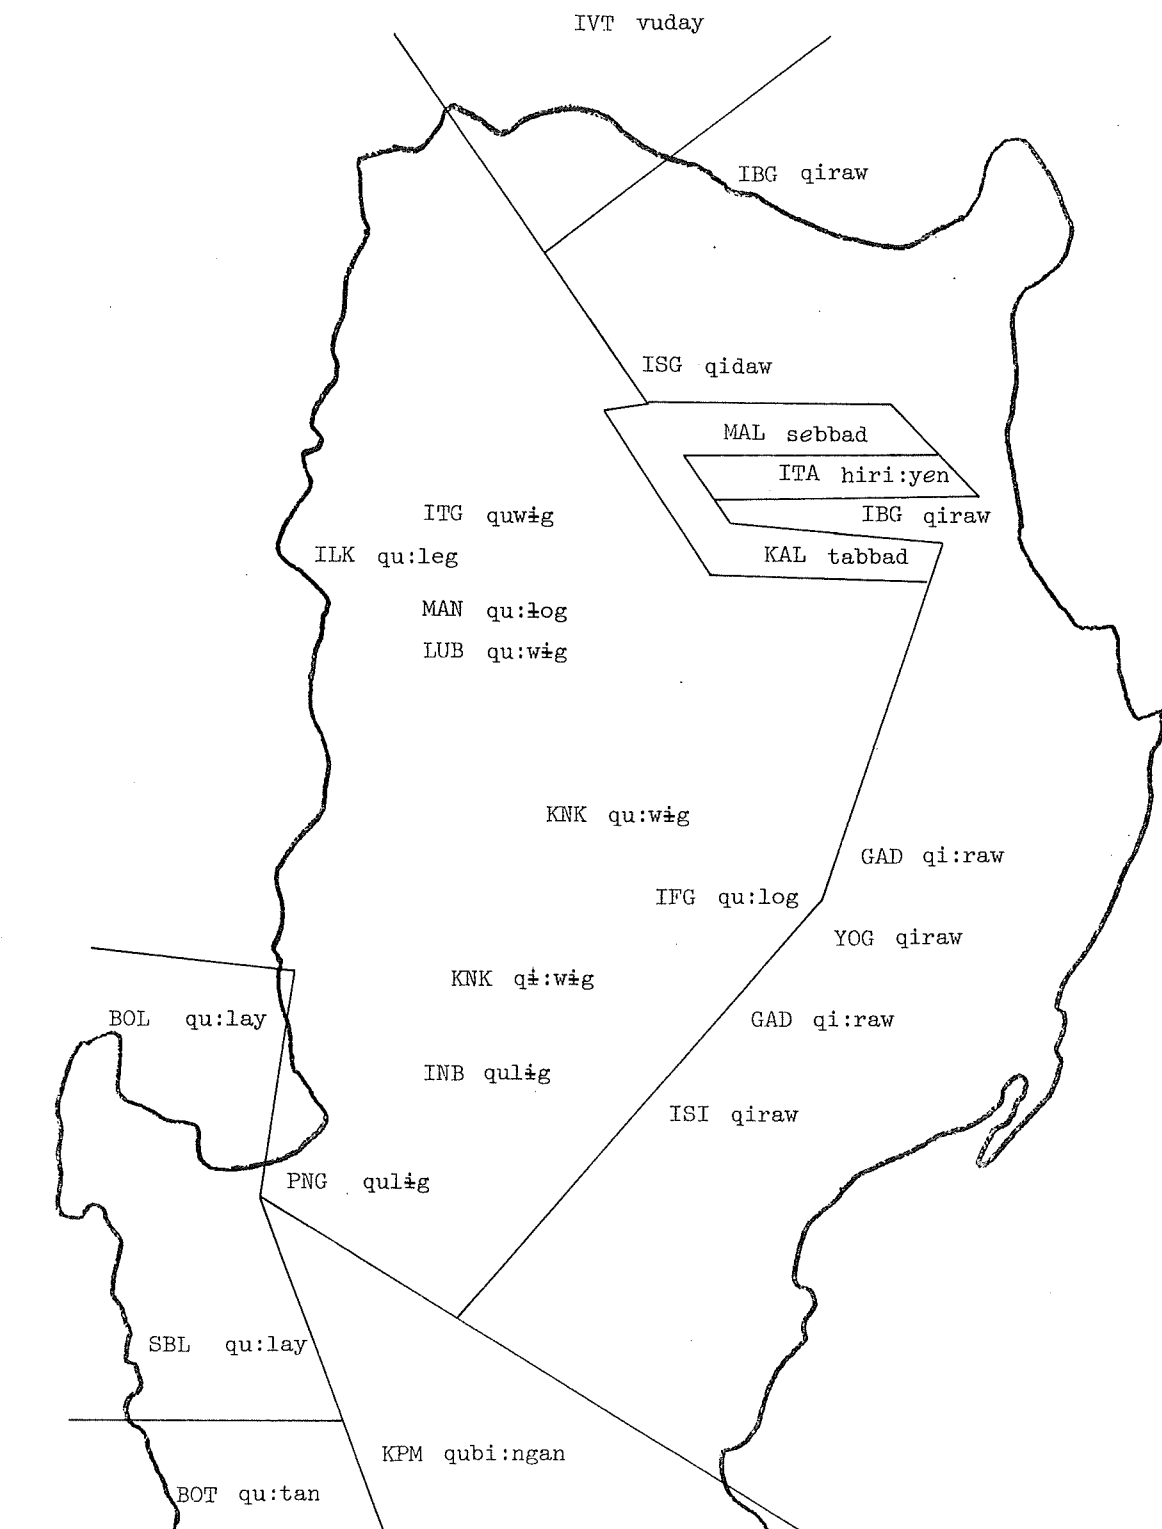 IVT vuday
IBG qiraw
ISG qidaw
MAL sebbad
ITA hiri:yen
ITG quwɨg
IBG qiraw
ILK qu:leg
KAL tabbad
MAN qu:łog
LUB qu:wɨg
KNK qu:wɨg
GAD qi:raw
IFG qu:log
YOG qiraw
KNK qɨ:wɨg
BOL qu:lay
GAD qi:raw
INB qulɨg
ISI qiraw
PNG qulɨg
SBL qu:lay
KPM qubi:ngan
BOT qu:tan